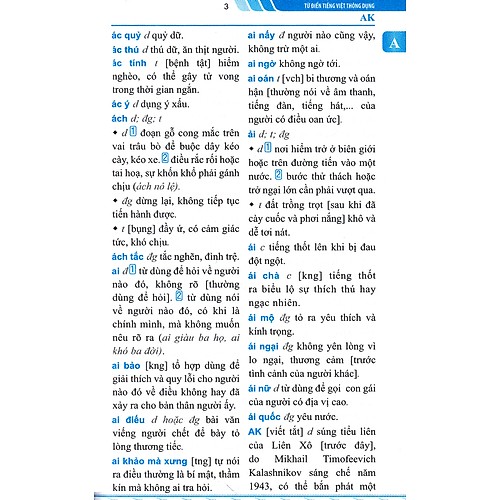 3
TỪ ĐIỂN TIẾNG VIỆT THÔNG DỤNG
AK
A
ác quỷ d quỷ dữ.
ác thú d thú dữ, ăn thịt người.
ác tính t [bệnh tật] hiểm
nghèo, có thể gây tử vong
trong thời gian ngắn.
ác ý d dụng ý xấu.
ách d; đg; t
◆ d 1 đoạn gỗ cong mắc trên
vai trâu bò để buộc dây kéo
cày, kéo xe. 2 điều rắc rối hoặc
tai hoạ, sự khốn khổ phải gánh
chịu (ách nô lệ).
◆ đg dừng lại, không tiếp tục
tiến hành được.
◆ t [bụng] đầy ứ, có cảm giác
tức, khó chịu.
ách tắc đg tắc nghẽn, đình trệ.
ai đ 1 từ dùng để hỏi về người
nào đó, không rõ [thường
dùng để hỏi]. 2 từ dùng nói
về người nào đó, có khi là
chính mình, mà không muốn
nêu rõ ra (ai giàu ba họ, ai
khó ba đời).
ai bảo [kng] tổ hợp dùng để
giải thích và quy lỗi cho người
nào đó về điều không hay đã
xảy ra cho bản thân người ấy.
ai điếu d hoặc đg bài văn
viếng người chết để bày tỏ
lòng thương tiếc.
ai khảo mà xưng [tng] tự nói
ra điều thường là bí mật, thầm
kín mà không ai tra hỏi.
ai nấy đ người nào cũng vậy,
không trừ một ai.
ai ngờ không ngờ tới.
ai oán t [vch] bi thương và oán
hận [thường nói về âm thanh,
tiếng đàn, tiếng hát,... của
người có điều oan ức].
ải d; t; đg
◆ d 1 nơi hiểm trở ở biên giới
hoặc trên đường tiến vào một
nước. 2 bước thử thách hoặc
trở ngại lớn cần phải vượt qua.
◆ t đất trồng trọt [sau khi đã
cày cuốc và phơi nắng] khô và
dễ tơi nát.
ái c tiếng thốt lên khi bị đau
đột ngột.
ái chà c [kng] tiếng thốt
ra biểu lộ sự thích thú hay
ngạc nhiên.
ái mộ đg tỏ ra yêu thích và
kính trọng.
ái ngại đg không yên lòng vì
lo ngại, thương cảm [trước
tình cảnh của người khác].
ái nữ d từ dùng để gọi con gái
của người có địa vị cao.
ái quốc đg yêu nước.
AK [viết tắt] d súng tiểu liên
của Liên Xô [trước đây],
do Mikhail Timofeevich
Kalashnikov sáng chế năm
1943, có thể bắn phát một